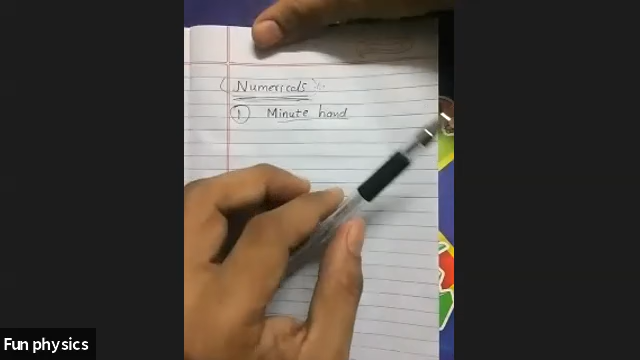 Numericals
① Minute hand
Fun physics